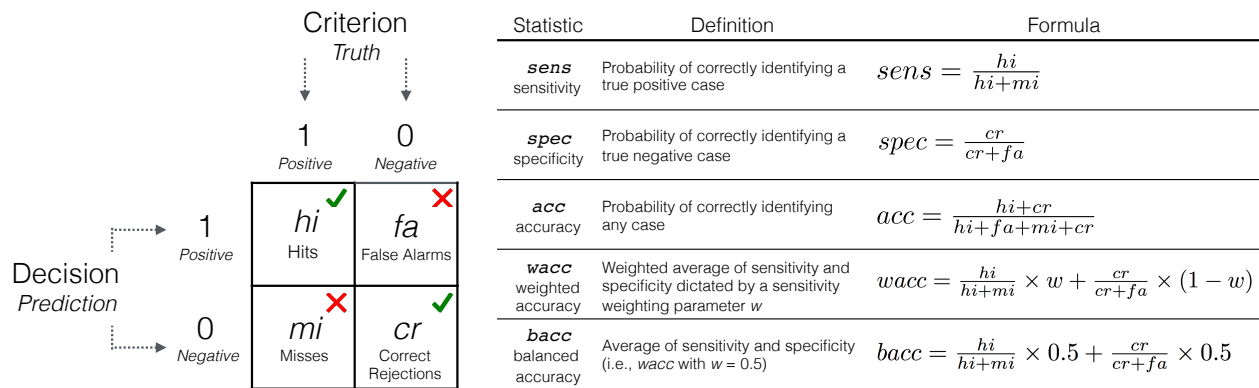 Criterion
Truth
1
0
Positive
Negative
Decision
Prediction
1
Positive
0
Negative
hi
Hits
fa
False Alarms
mi
Misses
cr
Correct
Rejections
Statistic Definition Formula
sens
sensitivity
Probability of correctly identifying a
true positive case
sens = hi / hi+mi
spec
specificity
Probability of correctly identifying a
true negative case
spec = cr / cr+fa
acc
accuracy
Probability of correctly identifying
any case
acc = hi+cr / hi+fa+mi+cr
wacc
weighted
accuracy
Weighted average of sensitivity and
specificity dictated by a sensitivity
weighting parameter w
wacc = hi / hi+mi × w + cr / cr+fa × (1 − w)
bacc
balanced
accuracy
Average of sensitivity and specificity
(i.e., wacc with w = 0.5)
bacc = hi / hi+mi × 0.5 + cr / cr+fa × 0.5